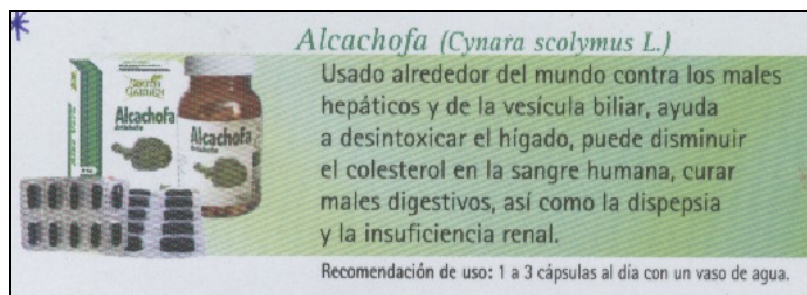 Alcachofa (Cynara scolymus L.)
Usado alrededor del mundo contra los males
hepáticos y de la vesícula biliar, ayuda
a desintoxicar el hígado, puede disminuir
el colesterol en la sangre humana, curar
males digestivos, así como la dispepsia
y la insuficiencia renal.
Recomendación de uso: 1 a 3 cápsulas al día con un vaso de agua.
Alcachofa
Alcachofa